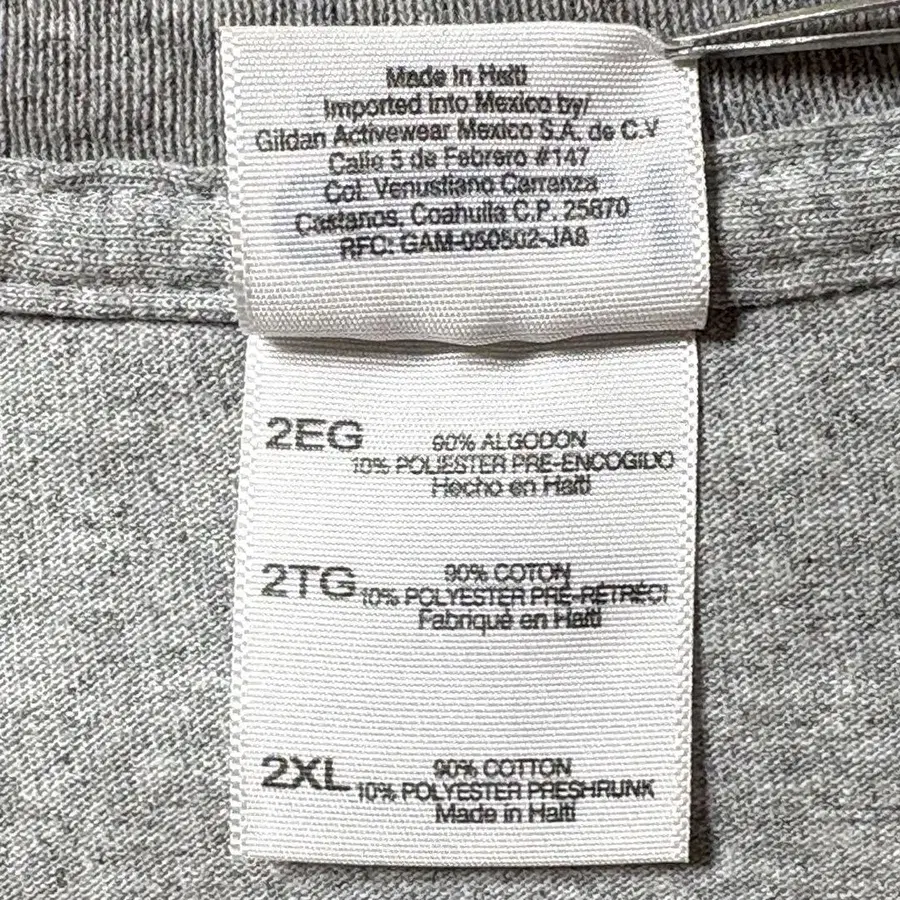 Made in Haiti
Imported into Mexico by/
Gildan Activewear Mexico S.A. de C.V
Calle 5 de Febrero #147
Col. Venustiano Carranza
Castanos, Coahuila C.P. 25870
RFC: GAM-050502-JA8
2EG 90% ALGODON
10% POLIESTER PRE-ENCOGIDO
Hecho en Haití
2TG 90% COTON
10% POLYESTER PRÉ-RÉTRÉCI
Fabriqué en Haïti
2XL 90% COTTON
10% POLYESTER PRESHRUNK
Made in Haiti